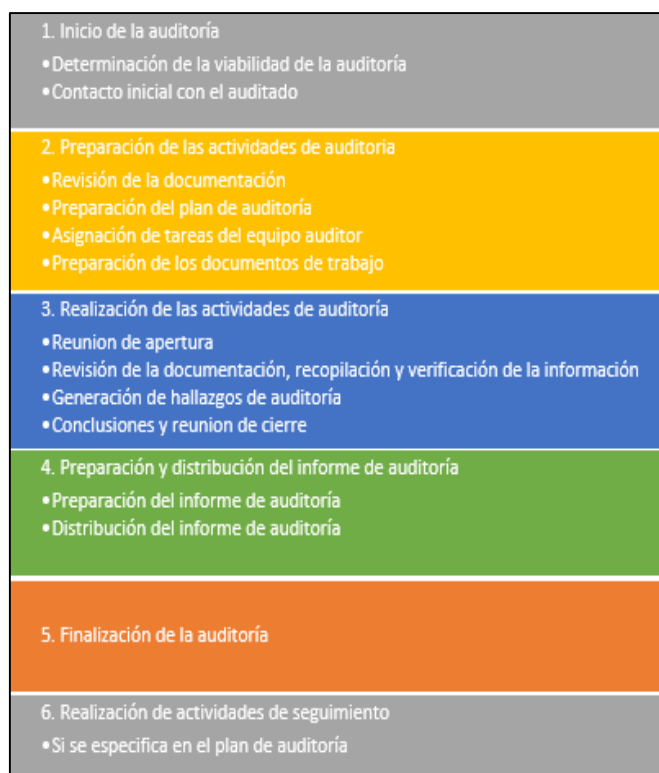 1. Inicio de la auditoría
•Determinación de la viabilidad de la auditoría
•Contacto inicial con el auditado
2. Preparación de las actividades de auditoria
•Revisión de la documentación
•Preparación del plan de auditoría
•Asignación de tareas del equipo auditor
•Preparación de los documentos de trabajo
3. Realización de las actividades de auditoría
•Reunion de apertura
•Revisión de la documentación, recopilación y verificación de la información
•Generación de hallazgos de auditoría
•Conclusiones y reunion de cierre
4. Preparación y distribución del informe de auditoría
•Preparación del informe de auditoría
•Distribución del informe de auditoría
5. Finalización de la auditoría
6. Realización de actividades de seguimiento
•Si se especifica en el plan de auditoría